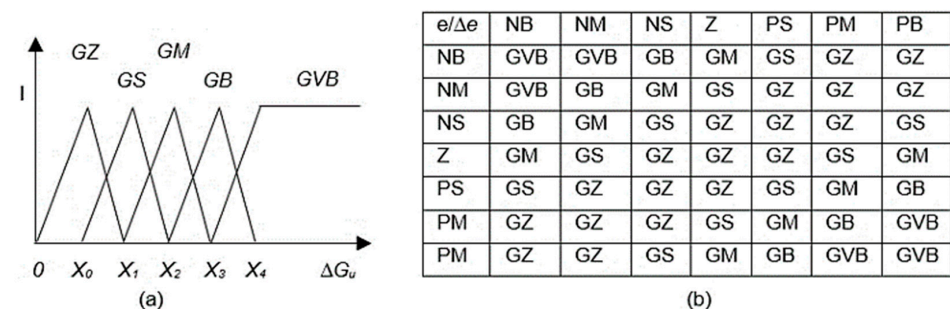 GZ GM
GS GB GVB
I
0 X₀ X₁ X₂ X₃ X₄ ΔGᵤ
(a)
e/Δe NB NM NS Z PS PM PB
NB GVB GVB GB GM GS GZ GZ
NM GVB GB GM GS GZ GZ GZ
NS GB GM GS GZ GZ GZ GS
Z GM GS GZ GZ GZ GS GM
PS GS GZ GZ GZ GS GM GB
PM GZ GZ GZ GS GM GB GVB
PM GZ GZ GS GM GB GVB GVB
(b)